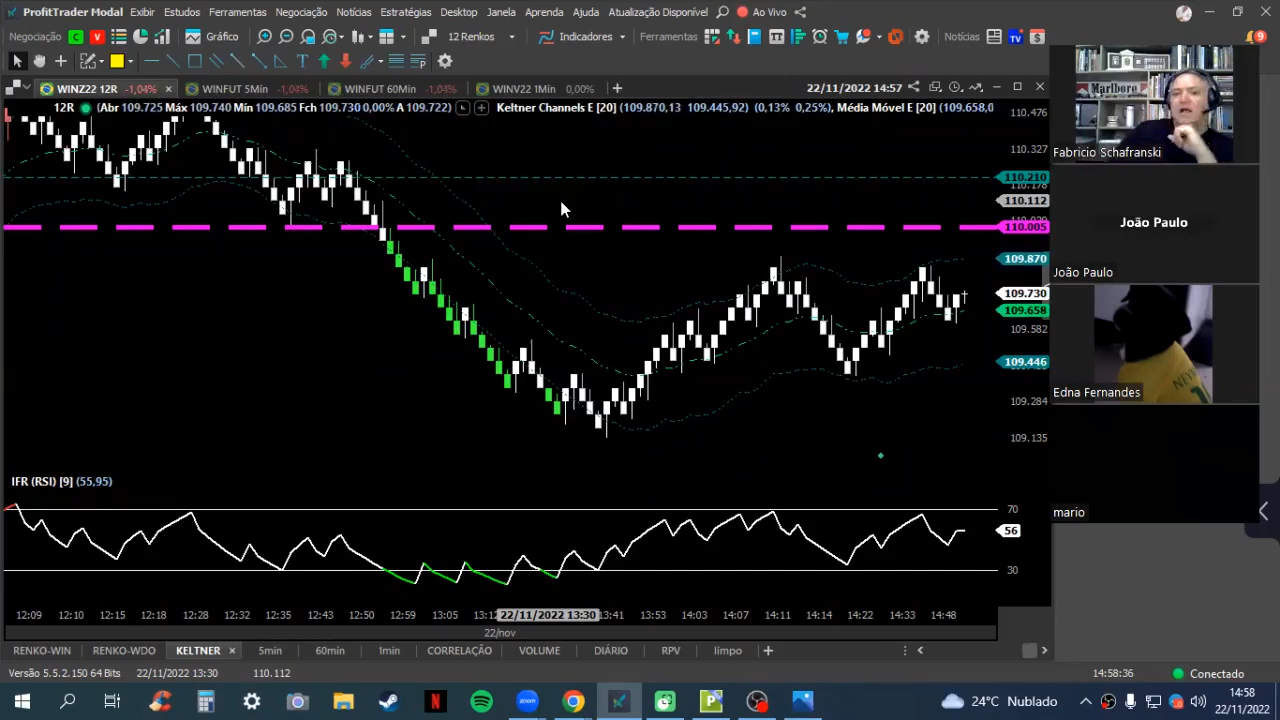 ProfitTrader Modal Exibir Estudos Ferramentas Negociação Notícias Estratégias Desktop Janela Aprenda Ajuda Atualização Disponível Ao Vivo
Negociação C V Gráfico 12 Renkos Indicadores Ferramentas TT Notícias TV $ 9
T
WINZ22 12R -1,04% × WINFUT 5Min -1,04% WINFUT 60Min -1,04% WINV22 1Min 0,00% + 22/11/2022 14:57
12R (Abr 109.725 Máx 109.740 Mín 109.685 Fch 109.730 0,00% A 109.722) Keltner Channels E [20] (109.870,13 109.445,92) (0,13% 0,25%), Média Móvel E [20] (109.658,0
110.476
Marlboro
110.327
Fabricio Schafranski
110.210
110.178
110.112
110.005
João Paulo
109.870
João Paulo
109.730
109.658
109.582
109.446
Edna Fernandes
109.284
109.135
IFR (RSI) [9] (55,95)
70
mario
56
30
12:09 12:10 12:15 12:18 12:28 12:32 12:35 12:43 12:50 12:59 13:05 13:12 22/11/2022 13:30 13:41 13:53 14:03 14:07 14:11 14:14 14:22 14:33 14:48
22/nov
RENKO-WIN RENKO-WDO KELTNER × 5min 60min 1min CORRELAÇÃO VOLUME DIÁRIO RPV limpo +
Versão 5.5.2.150 64 Bits 22/11/2022 13:30 110.112 14:58:36 Conectado
N zoom P 24°C Nublado 14:58
22/11/2022